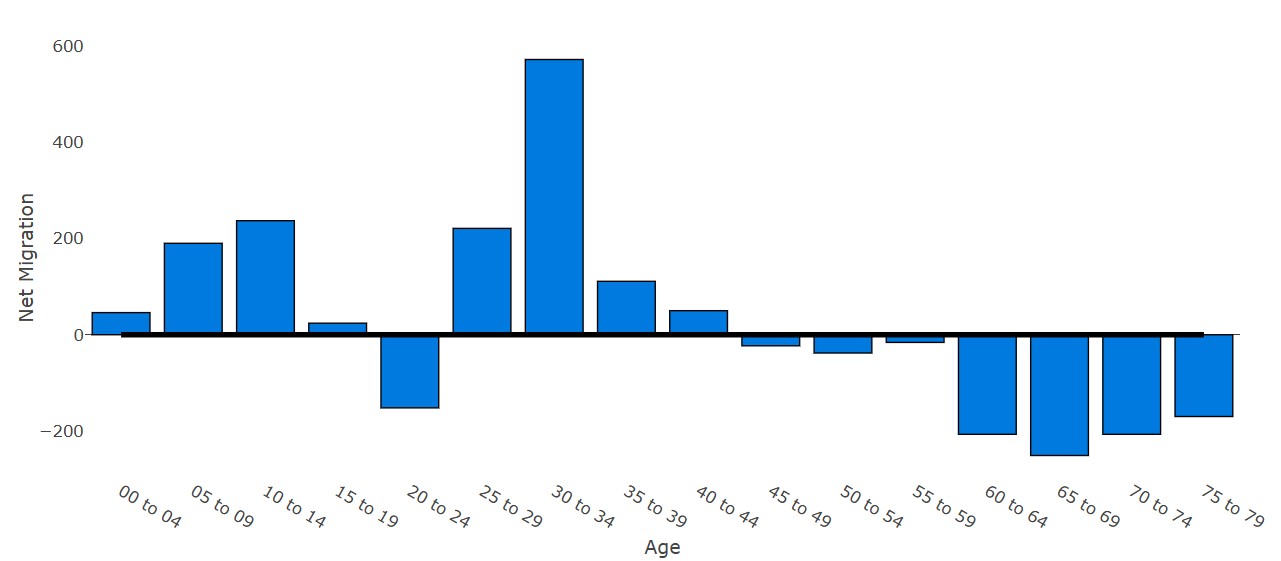 600
400
200
0
−200
Net Migration
00 to 04
05 to 09
10 to 14
15 to 19
20 to 24
25 to 29
30 to 34
35 to 39
40 to 44
45 to 49
50 to 54
55 to 59
60 to 64
65 to 69
70 to 74
75 to 79
Age